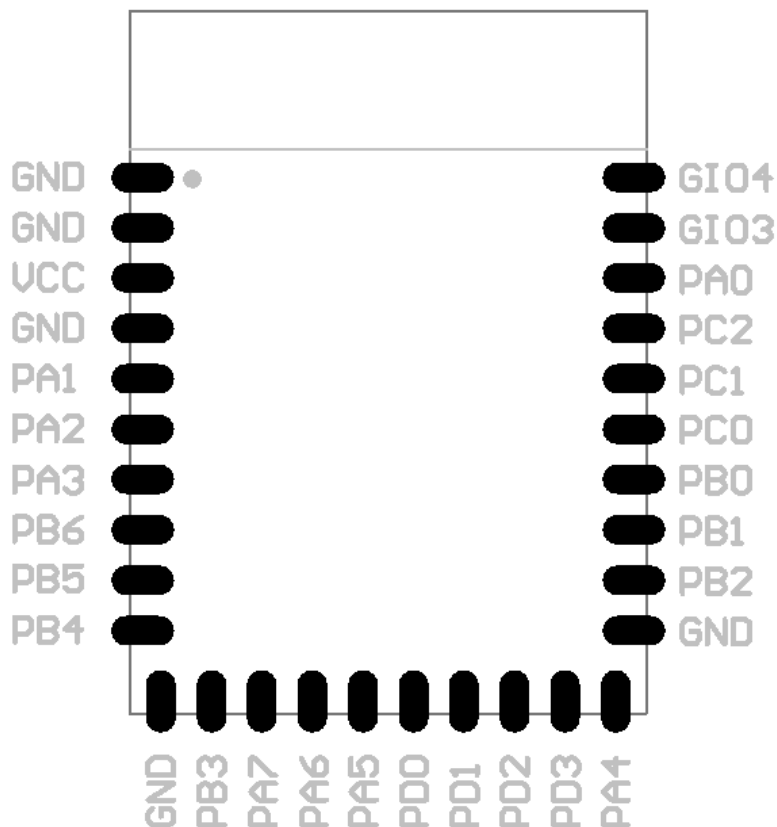 GND GIO4
GND GIO3
VCC PA0
GND PC2
PA1 PC1
PA2 PC0
PA3 PB0
PB6 PB1
PB5 PB2
PB4 GND
GND PB3 PA7 PA6 PA5 PD0 PD1 PD2 PD3 PA4